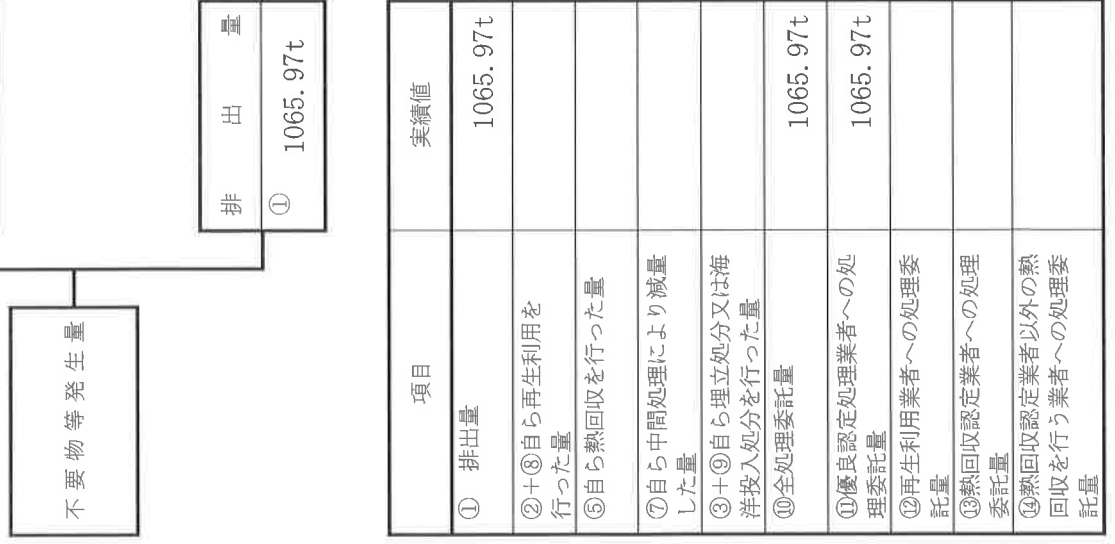 不要物等発生量
排出量
① 1065.97t
項目 実績値
① 排出量 1065.97t
②+⑧自ら再生利用を
行った量
⑤自ら熱回収を行った量
⑦自ら中間処理により減量
した量
③+⑨自ら埋立処分又は海
洋投入処分を行った量
⑩全処理委託量 1065.97t
⑪優良認定処理業者への処
理委託量 1065.97t
⑫再生利用業者への処理委
託量
⑬熱回収認定業者への処理
委託量
⑭熱回収認定業者以外の熱
回収を行う業者への処理委
託量